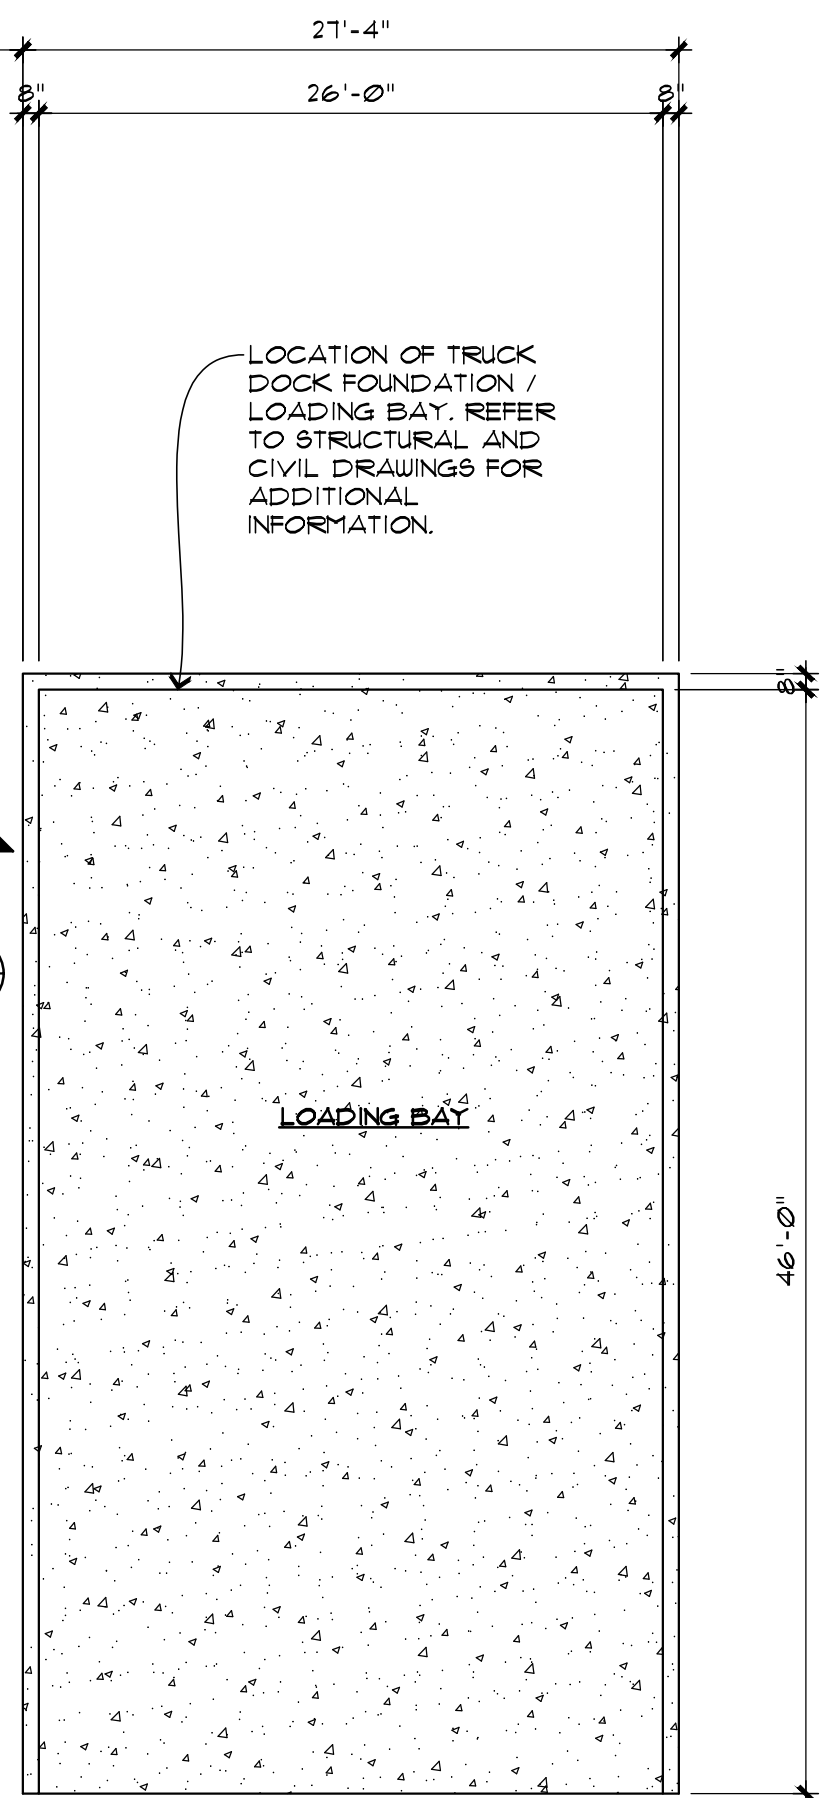 27'-4"
8" 26'-0" 8"
LOCATION OF TRUCK
DOCK FOUNDATION /
LOADING BAY. REFER
TO STRUCTURAL AND
CIVIL DRAWINGS FOR
ADDITIONAL
INFORMATION.
8"
LOADING BAY
46'-0"